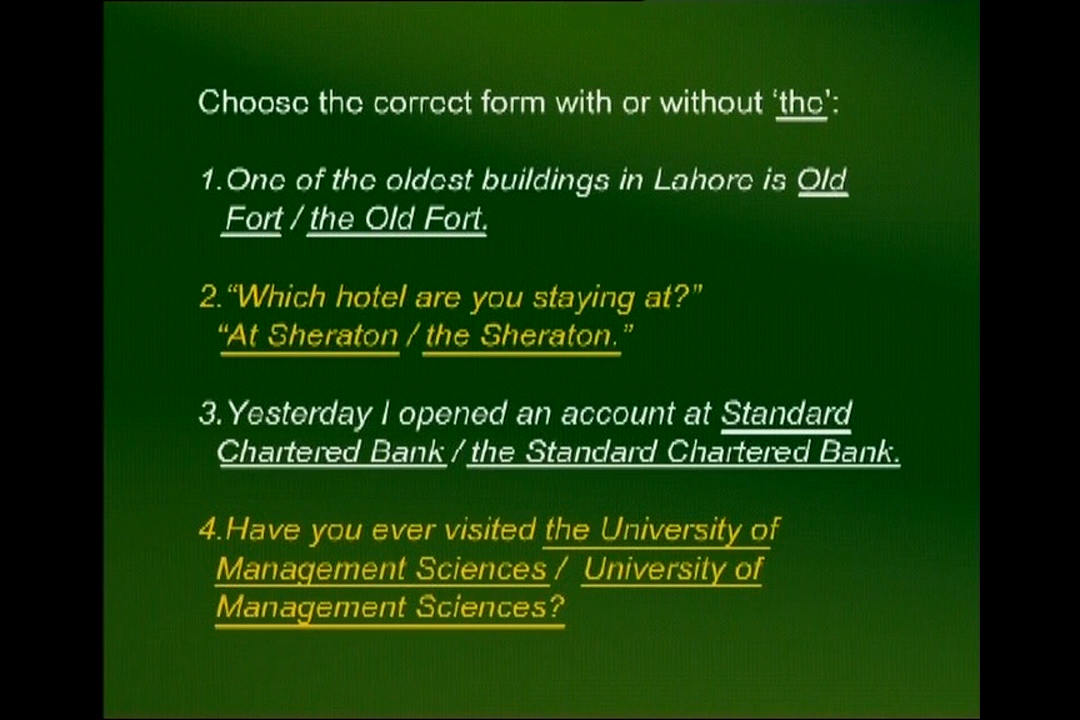 Choose the correct form with or without ‘the’:
1.One of the oldest buildings in Lahore is Old
Fort / the Old Fort.
2.“Which hotel are you staying at?”
“At Sheraton / the Sheraton.”
3.Yesterday I opened an account at Standard
Chartered Bank / the Standard Chartered Bank.
4.Have you ever visited the University of
Management Sciences / University of
Management Sciences?